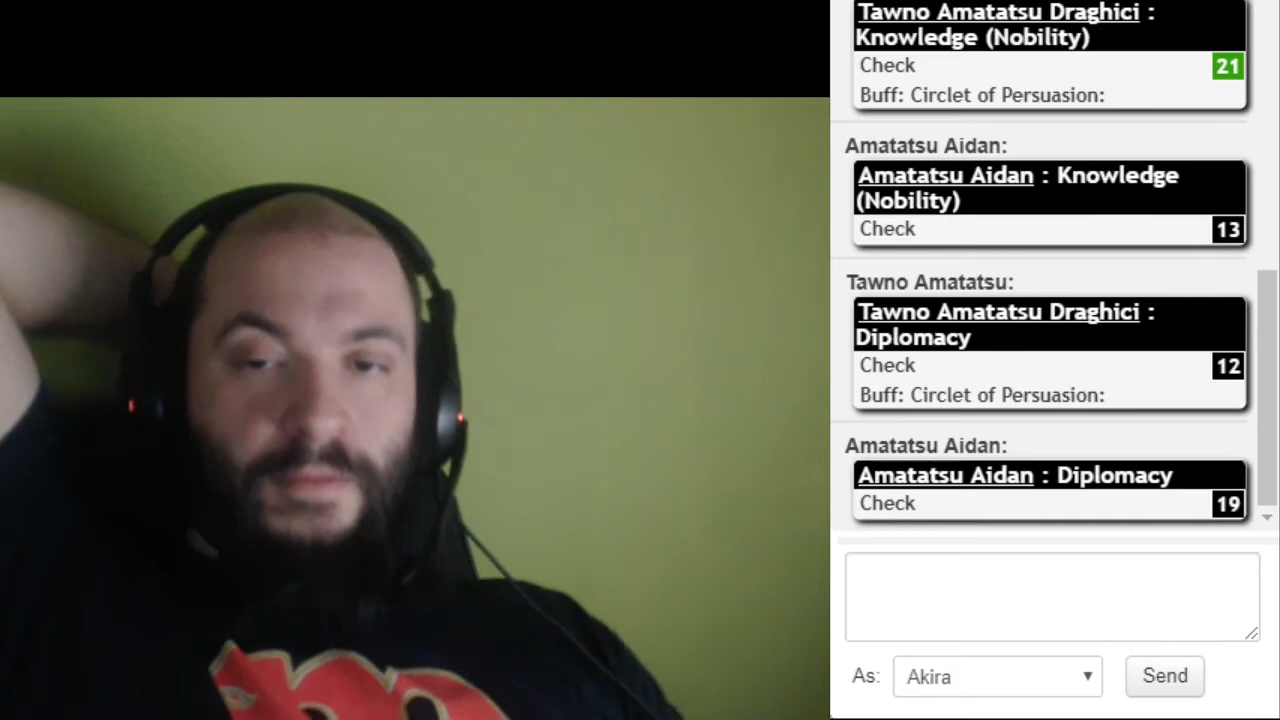 Tawno Amatatsu Draghici :
Knowledge (Nobility)
Check 21
Buff: Circlet of Persuasion:
Amatatsu Aidan:
Amatatsu Aidan : Knowledge
(Nobility)
Check 13
Tawno Amatatsu:
Tawno Amatatsu Draghici :
Diplomacy
Check 12
Buff: Circlet of Persuasion:
Amatatsu Aidan:
Amatatsu Aidan : Diplomacy
Check 19
As: Akira Send